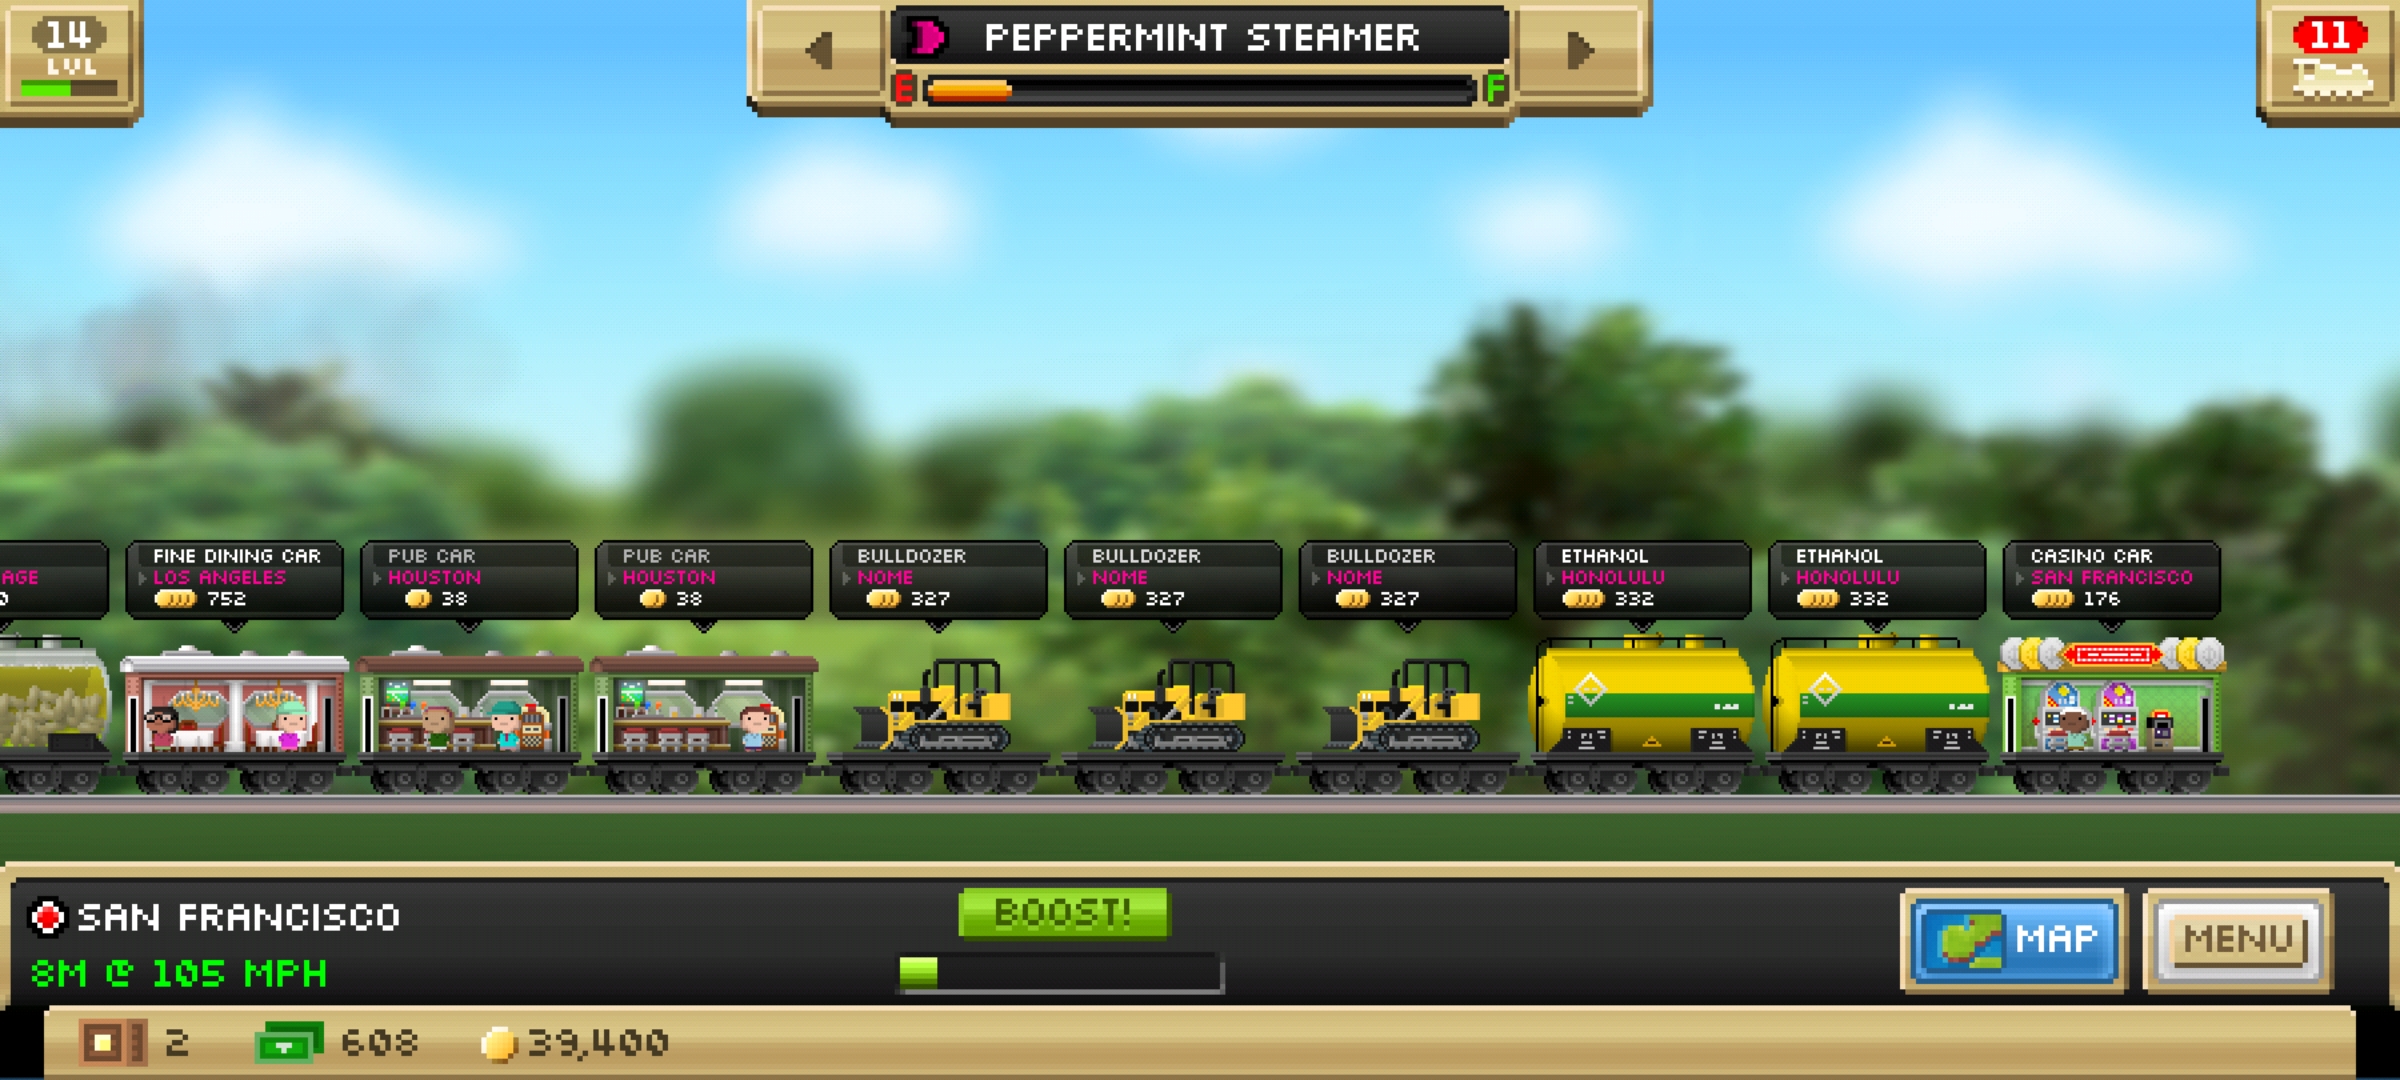 14
LVL
PEPPERMINT STEAMER
E F
11
AGE
FINE DINING CAR
LOS ANGELES
752
PUB CAR
HOUSTON
38
PUB CAR
HOUSTON
38
BULLDOZER
NOME
327
BULLDOZER
NOME
327
BULLDOZER
NOME
327
ETHANOL
HONOLULU
332
ETHANOL
HONOLULU
332
CASINO CAR
SAN FRANCISCO
176
SAN FRANCISCO
8M @ 105 MPH
BOOST!
MAP
MENU
2 608 39,400